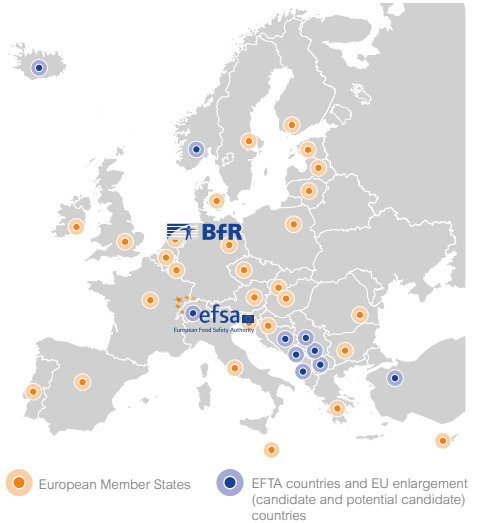 BfR
efsa
European Food Safety Authority
European Member States
EFTA countries and EU enlargement
(candidate and potential candidate)
countries